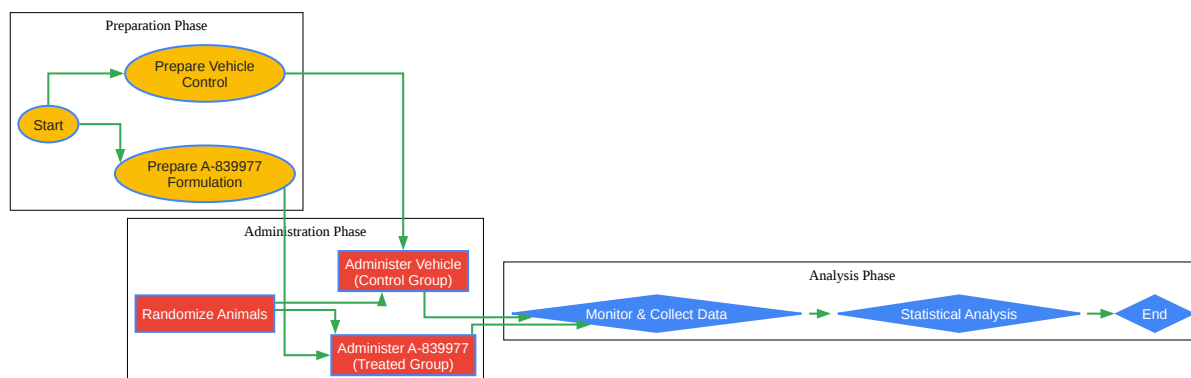 Preparation Phase
Prepare Vehicle
Control
Start
Prepare A-839977
Formulation
Administration Phase
Administer Vehicle
(Control Group)
Randomize Animals
Administer A-839977
(Treated Group)
Analysis Phase
Monitor & Collect Data
Statistical Analysis
End